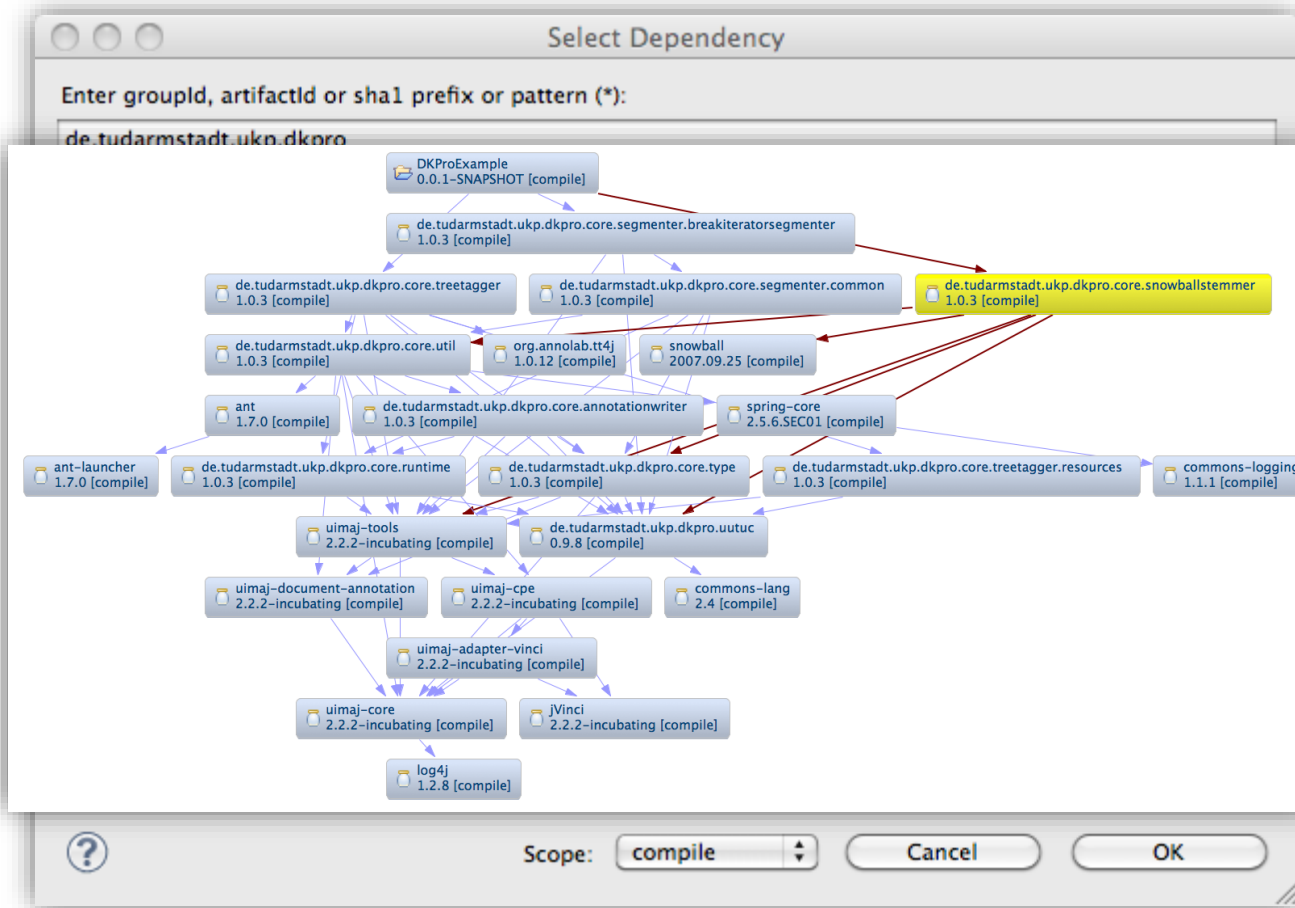 Select Dependency
Enter groupId, artifactId or sha1 prefix or pattern (*):
de.tudarmstadt.ukp.dkpro
DKProExample
0.0.1-SNAPSHOT [compile]
de.tudarmstadt.ukp.dkpro.core.segmenter.breakiteratorsegmenter
1.0.3 [compile]
de.tudarmstadt.ukp.dkpro.core.treetagger
1.0.3 [compile]
de.tudarmstadt.ukp.dkpro.core.segmenter.common
1.0.3 [compile]
de.tudarmstadt.ukp.dkpro.core.snowballstemmer
1.0.3 [compile]
de.tudarmstadt.ukp.dkpro.core.util
1.0.3 [compile]
org.annolab.tt4j
1.0.12 [compile]
snowball
2007.09.25 [compile]
ant
1.7.0 [compile]
de.tudarmstadt.ukp.dkpro.core.annotationwriter
1.0.3 [compile]
spring-core
2.5.6.SEC01 [compile]
ant-launcher
1.7.0 [compile]
de.tudarmstadt.ukp.dkpro.core.runtime
1.0.3 [compile]
de.tudarmstadt.ukp.dkpro.core.type
1.0.3 [compile]
de.tudarmstadt.ukp.dkpro.core.treetagger.resources
1.0.3 [compile]
commons-logging
1.1.1 [compile]
uimaj-tools
2.2.2-incubating [compile]
de.tudarmstadt.ukp.dkpro.uutuc
0.9.8 [compile]
uimaj-document-annotation
2.2.2-incubating [compile]
uimaj-cpe
2.2.2-incubating [compile]
commons-lang
2.4 [compile]
uimaj-adapter-vinci
2.2.2-incubating [compile]
uimaj-core
2.2.2-incubating [compile]
jVinci
2.2.2-incubating [compile]
log4j
1.2.8 [compile]
? Scope: compile Cancel OK